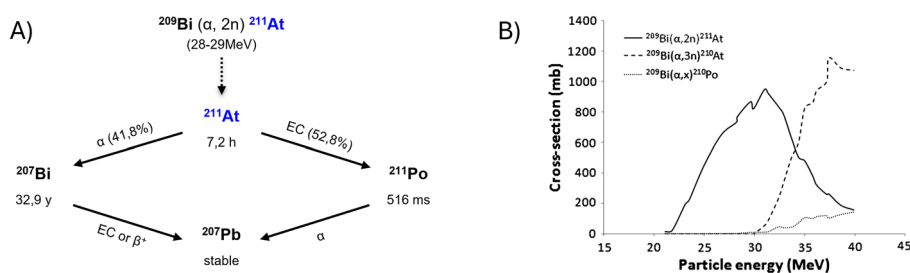 A)
²⁰⁹Bi (α, 2n) ²¹¹At
(28-29MeV)
²¹¹At
7,2 h
α (41,8%)
EC (52,8%)
²⁰⁷Bi
32,9 y
²¹¹Po
516 ms
EC or β⁺
α
²⁰⁷Pb
stable
B)
²⁰⁹Bi(α,2n)²¹¹At
²⁰⁹Bi(α,3n)²¹⁰At
²⁰⁹Bi(α,x)²¹⁰Po
Cross-section (mb)
1400
1200
1000
800
600
400
200
0
15 20 25 30 35 40 45
Particle energy (MeV)